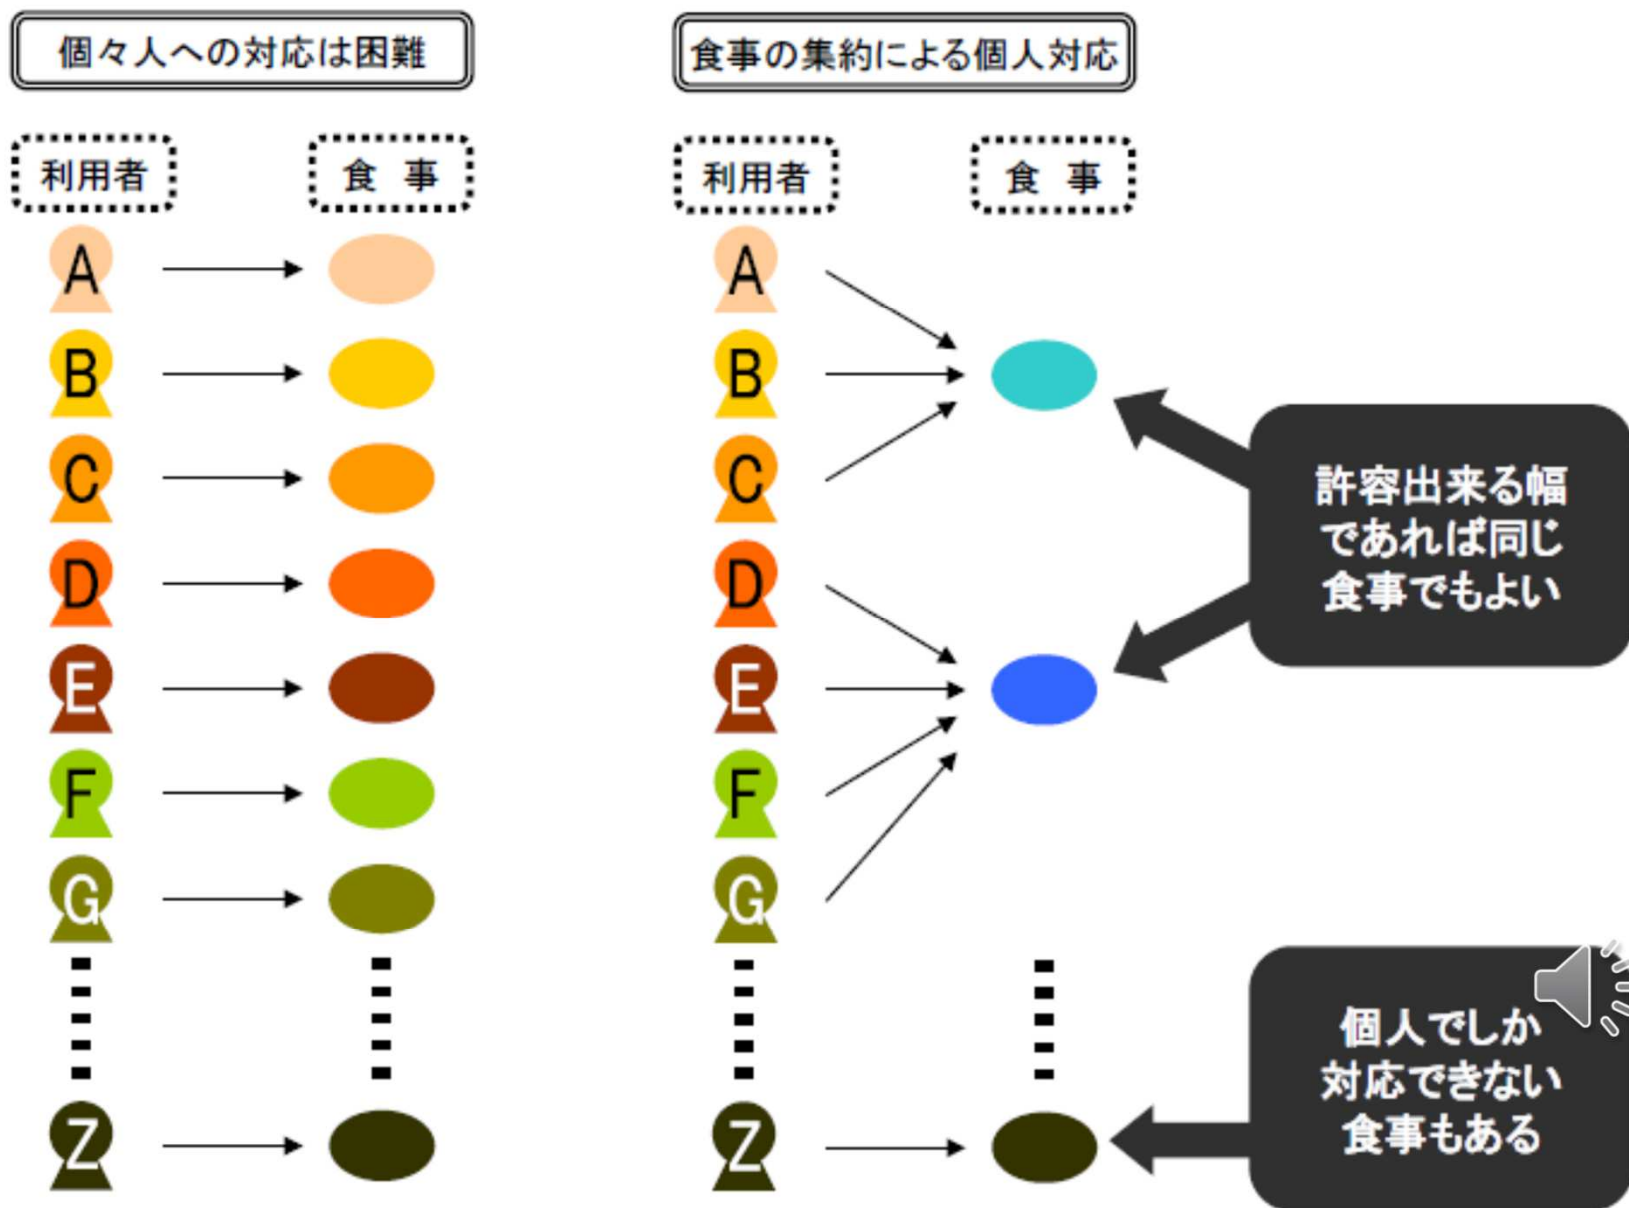 個々人への対応は困難
利用者
食 事
A
B
C
D
E
F
G
Z
食事の集約による個人対応
利用者
食 事
A
B
C
D
E
F
G
Z
許容出来る幅
であれば同じ
食事でもよい
個人でしか
対応できない
食事もある